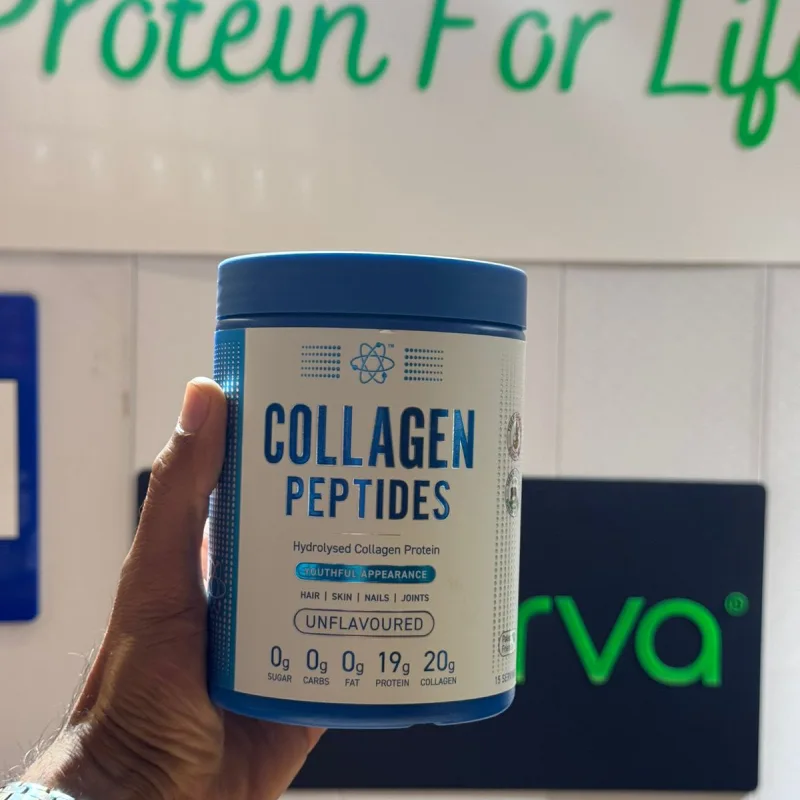 Protein For Life
COLLAGEN
PEPTIDES
Hydrolysed Collagen Protein
YOUTHFUL APPEARANCE
HAIR | SKIN | NAILS | JOINTS
UNFLAVOURED
0g 0g 0g 19g 20g
SUGAR CARBS FAT PROTEIN COLLAGEN
rva®